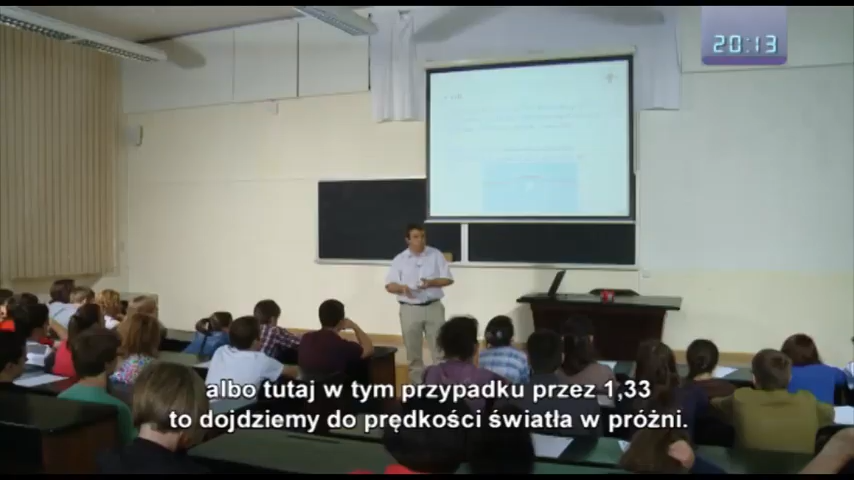 20:13
albo tutaj w tym przypadku przez 1,33
to dojdziemy do prędkości światła w próżni.